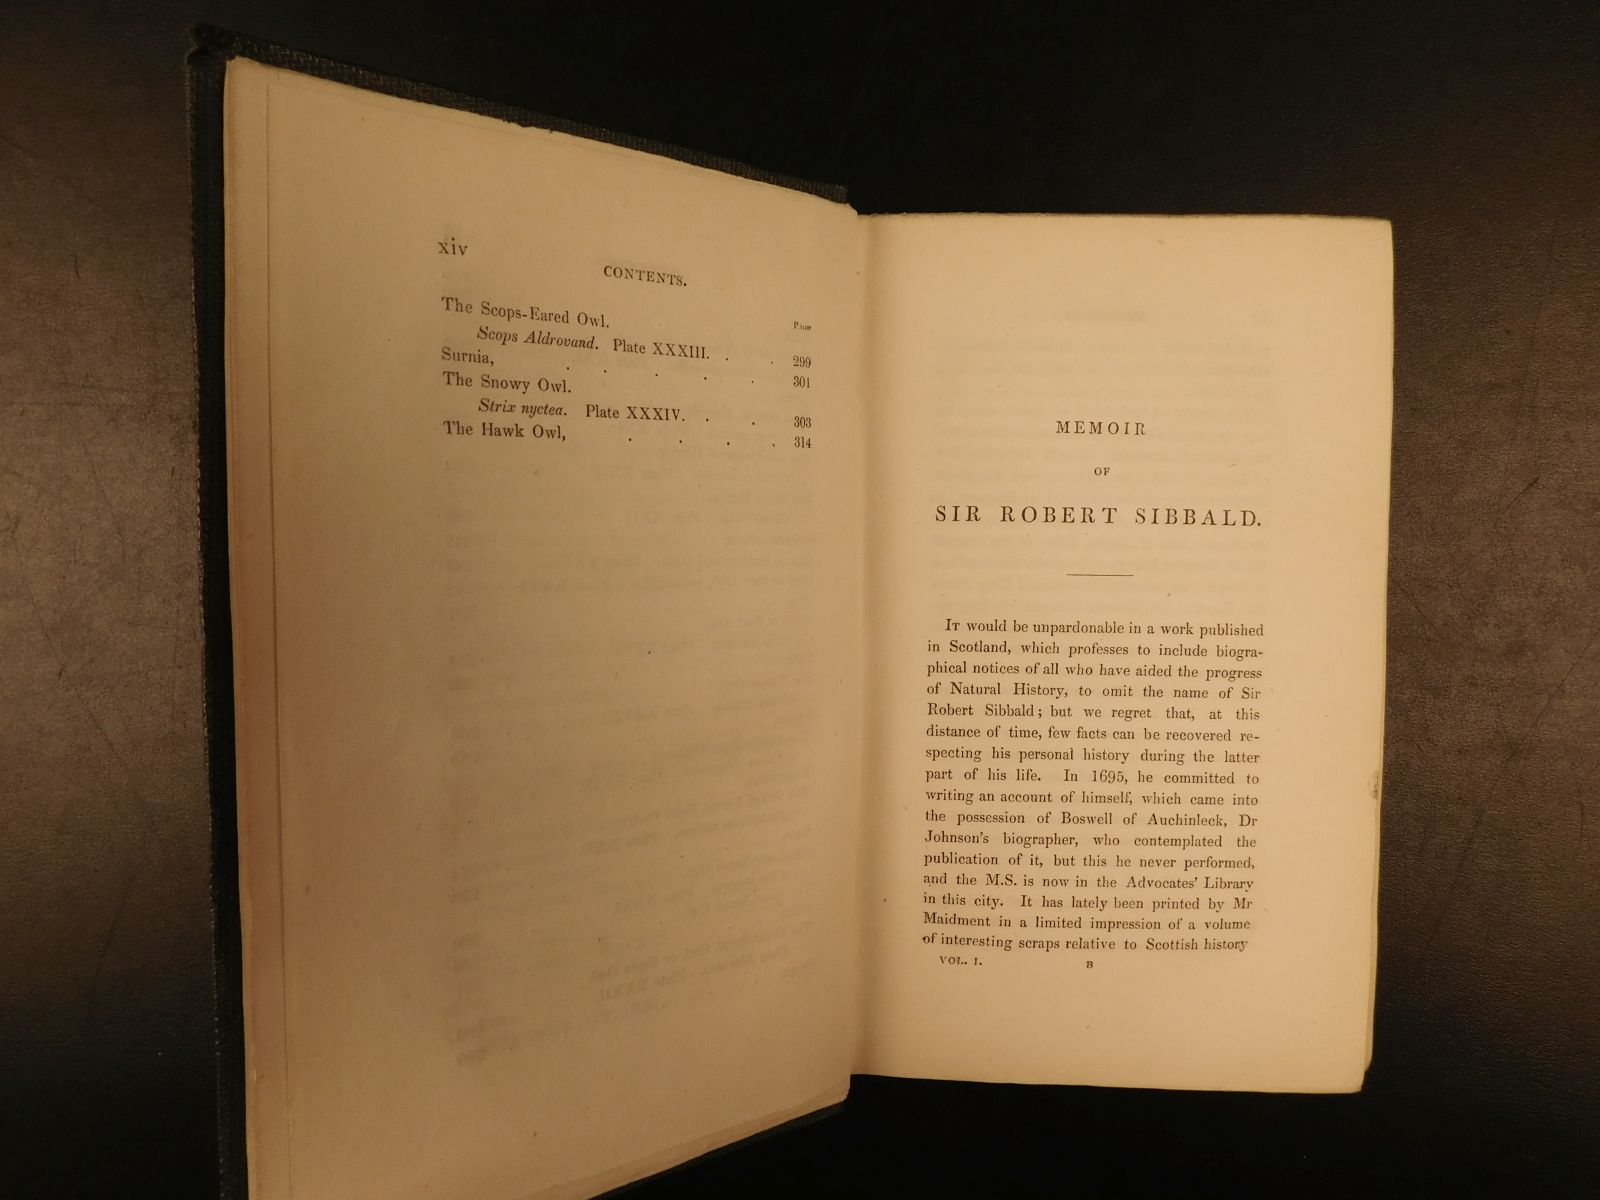 xiv
CONTENTS.
Page
The Scops-Eared Owl.
Scops Aldrovand. Plate XXXIII. . . 299
Surnia, . . . . . 301
The Snowy Owl.
Strix nyctea. Plate XXXIV. . . 303
The Hawk Owl, . . . . 314
MEMOIR
OF
SIR ROBERT SIBBALD.
It would be unpardonable in a work published
in Scotland, which professes to include biogra-
phical notices of all who have aided the progress
of Natural History, to omit the name of Sir
Robert Sibbald; but we regret that, at this
distance of time, few facts can be recovered re-
specting his personal history during the latter
part of his life. In 1695, he committed to
writing an account of himself, which came into
the possession of Boswell of Auchinleck, Dr
Johnson's biographer, who contemplated the
publication of it, but this he never performed,
and the M.S. is now in the Advocates' Library
in this city. It has lately been printed by Mr
Maidment in a limited impression of a volume
of interesting scraps relative to Scottish history
VOL. I. B